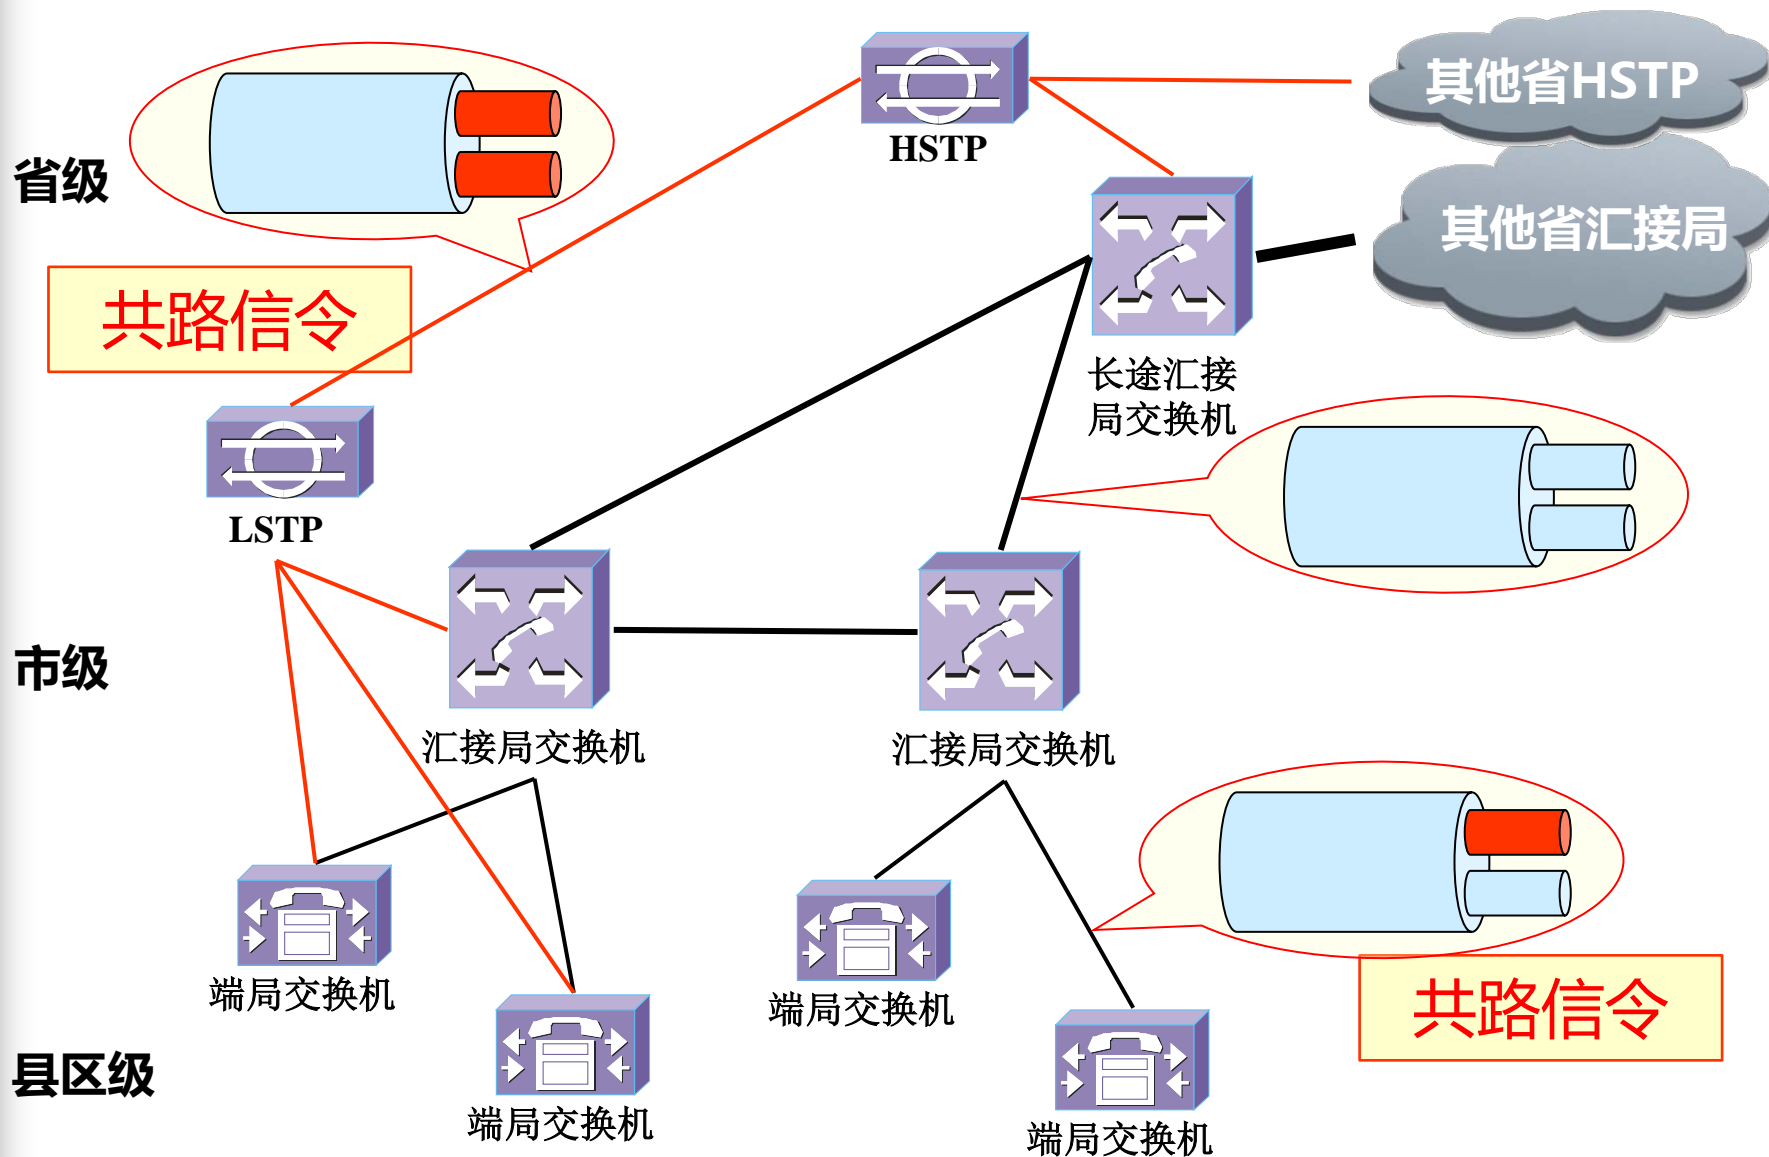 其他省HSTP
HSTP
省级
其他省汇接局
共路信令
长途汇接
局交换机
LSTP
市级
汇接局交换机
汇接局交换机
端局交换机
端局交换机
共路信令
县区级
端局交换机
端局交换机